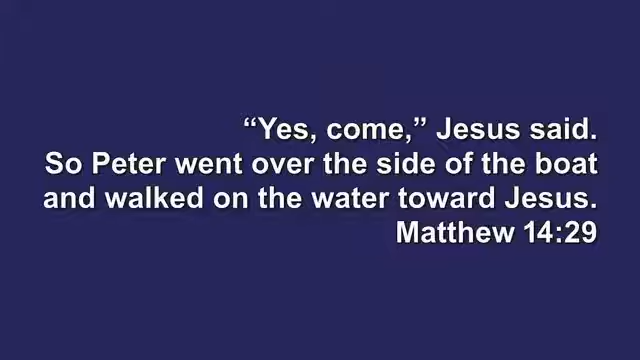 “Yes, come,” Jesus said.
So Peter went over the side of the boat
and walked on the water toward Jesus.
Matthew 14:29